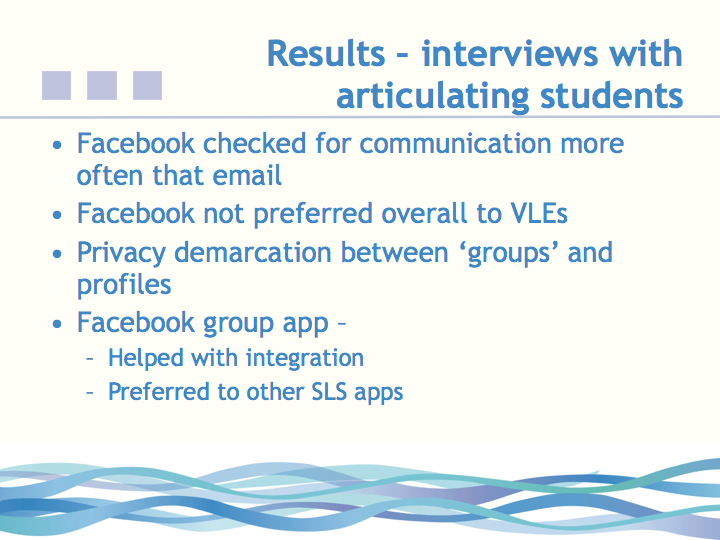 Results – interviews with
articulating students
• Facebook checked for communication more
often that email
• Facebook not preferred overall to VLEs
• Privacy demarcation between ‘groups’ and
profiles
• Facebook group app –
– Helped with integration
– Preferred to other SLS apps